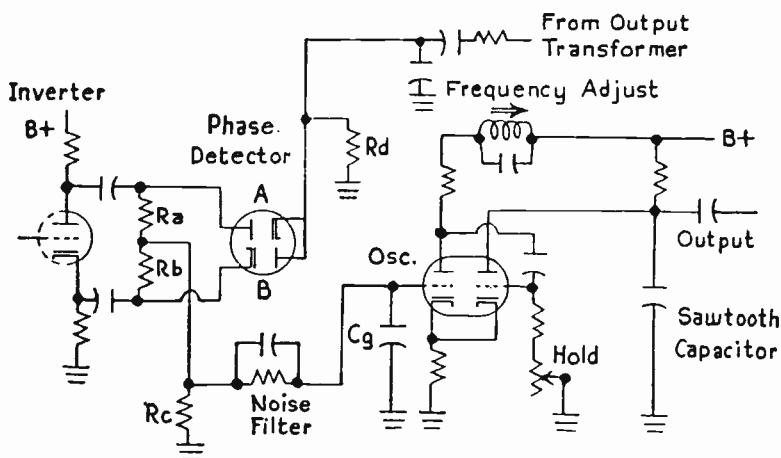 From Output
Transformer
Inverter
B+
Phase.
Detector
Frequency Adjust
Rd
B+
A
Ra
Rb
B
Osc.
Output
Cg
Sawtooth
Capacitor
Hold
Rc
Noise
Filter